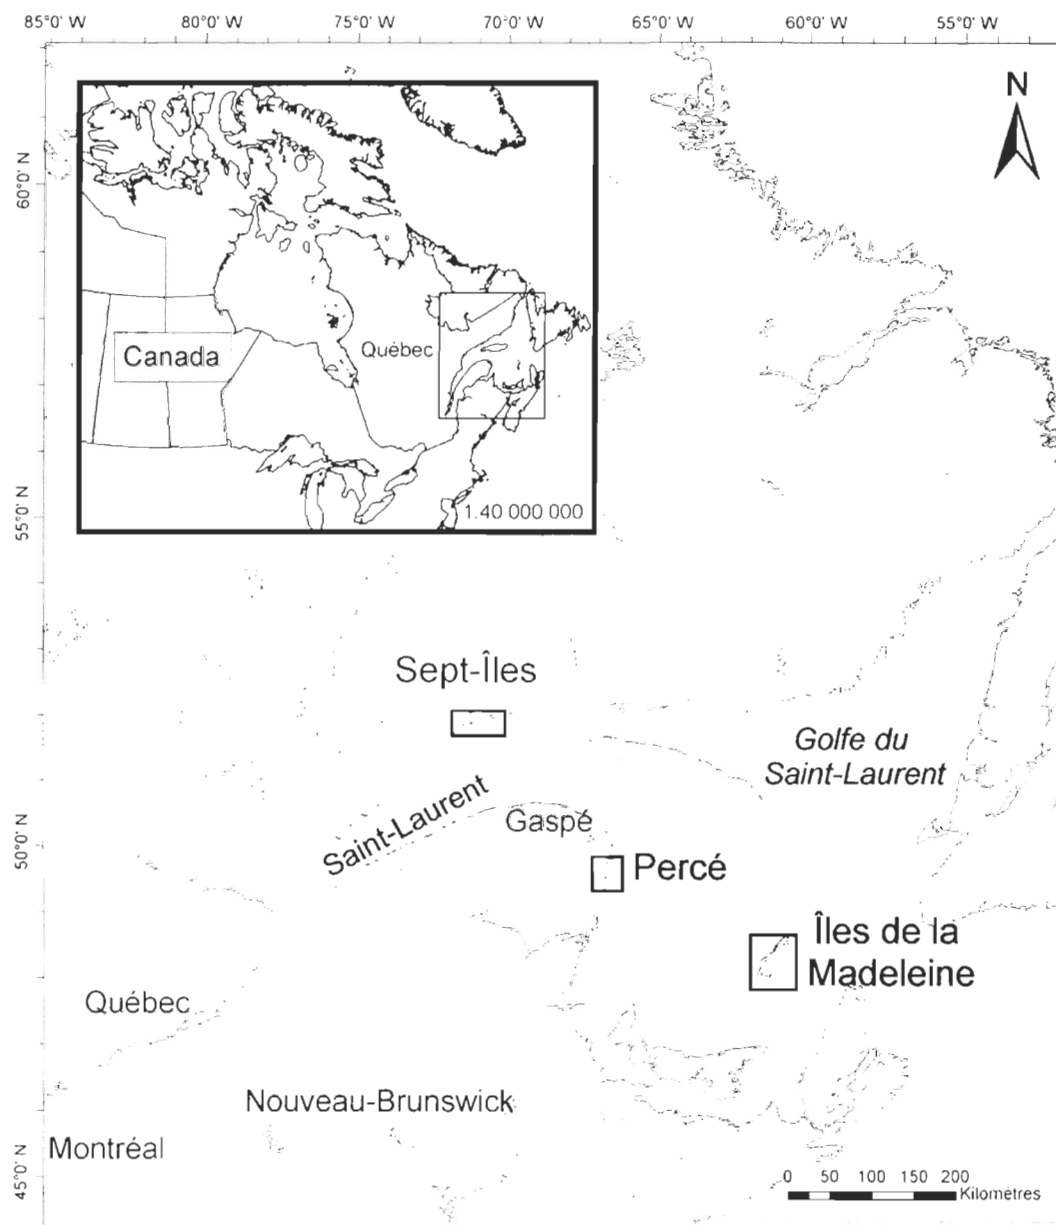 85°0' W 80°0' W 75°0' W 70°0' W 65°0' W 60°0' W 55°0' W
N
60°0' N
Québec
Canada
1:40 000 000
55°0' N
Sept-Îles
Golfe du
Saint-Laurent
Saint-Laurent
Gaspé
50°0' N
Percé
Îles de la
Madeleine
Québec
Nouveau-Brunswick
Montréal
45°0' N
0 50 100 150 200
Kilomètres